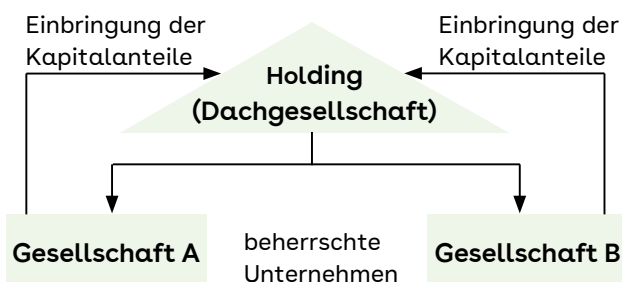 Einbringung der
Kapitalanteile
Einbringung der
Kapitalanteile
Holding
(Dachgesellschaft)
Gesellschaft A
beherrschte
Unternehmen
Gesellschaft B